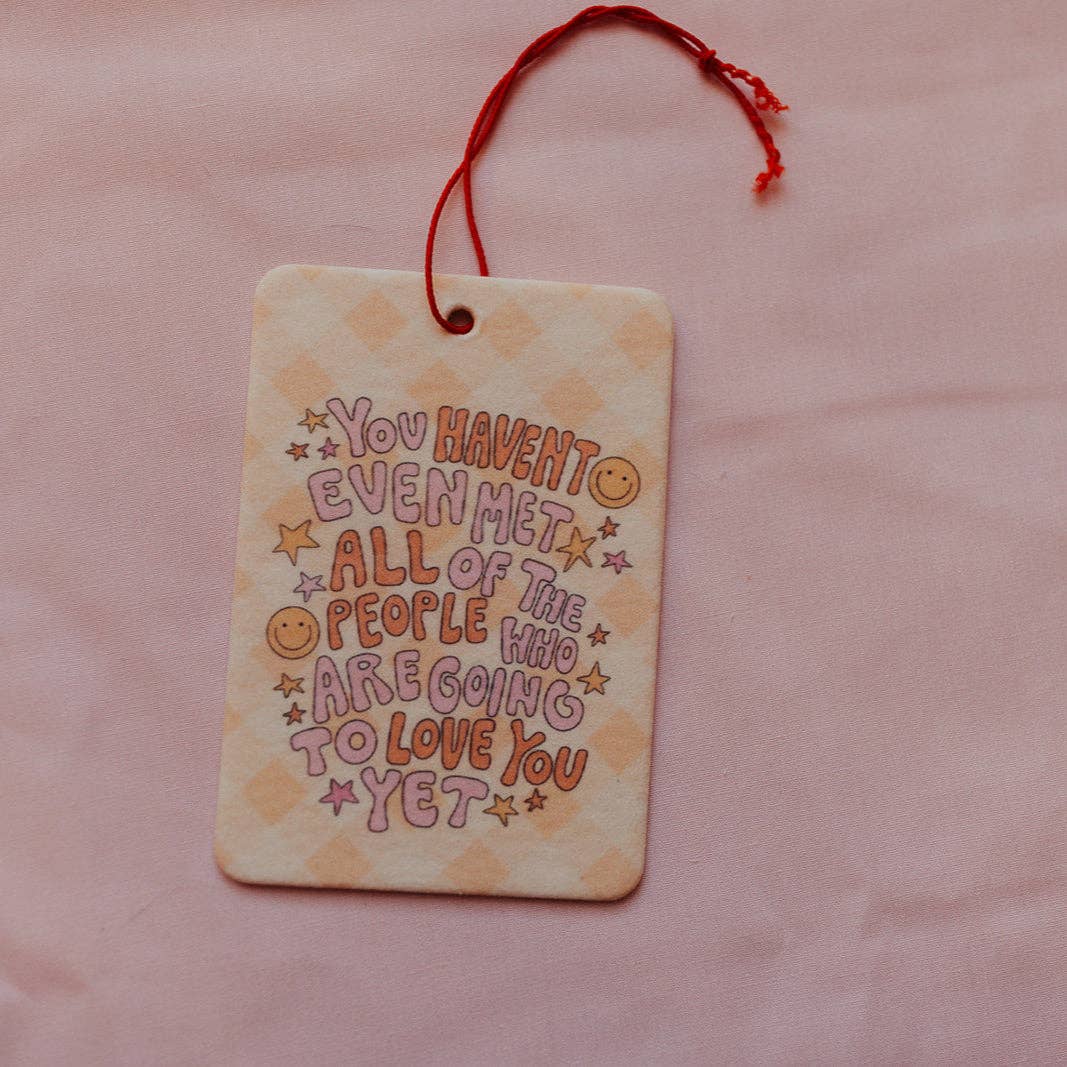 YOU HAVENT
EVEN MET
ALL OF THE
PEOPLE WHO
ARE GOING
TO LOVE YOU
YET